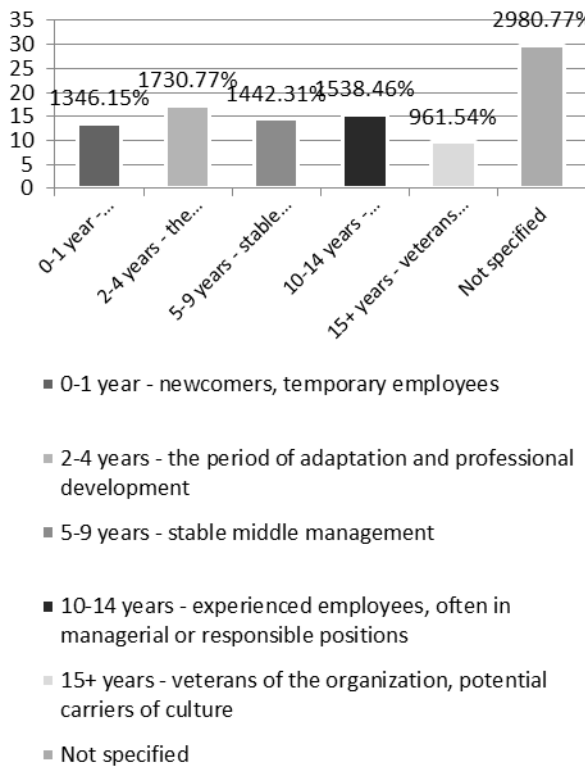 35
30
25
20
15
10
5
0
1346.15%
1730.77%
1442.31%
1538.46%
961.54%
2980.77%
0-1 year -...
2-4 years - the...
5-9 years - stable...
10-14 years -...
15+ years - veterans...
Not specified
0-1 year - newcomers, temporary employees
2-4 years - the period of adaptation and professional
development
5-9 years - stable middle management
10-14 years - experienced employees, often in
managerial or responsible positions
15+ years - veterans of the organization, potential
carriers of culture
Not specified